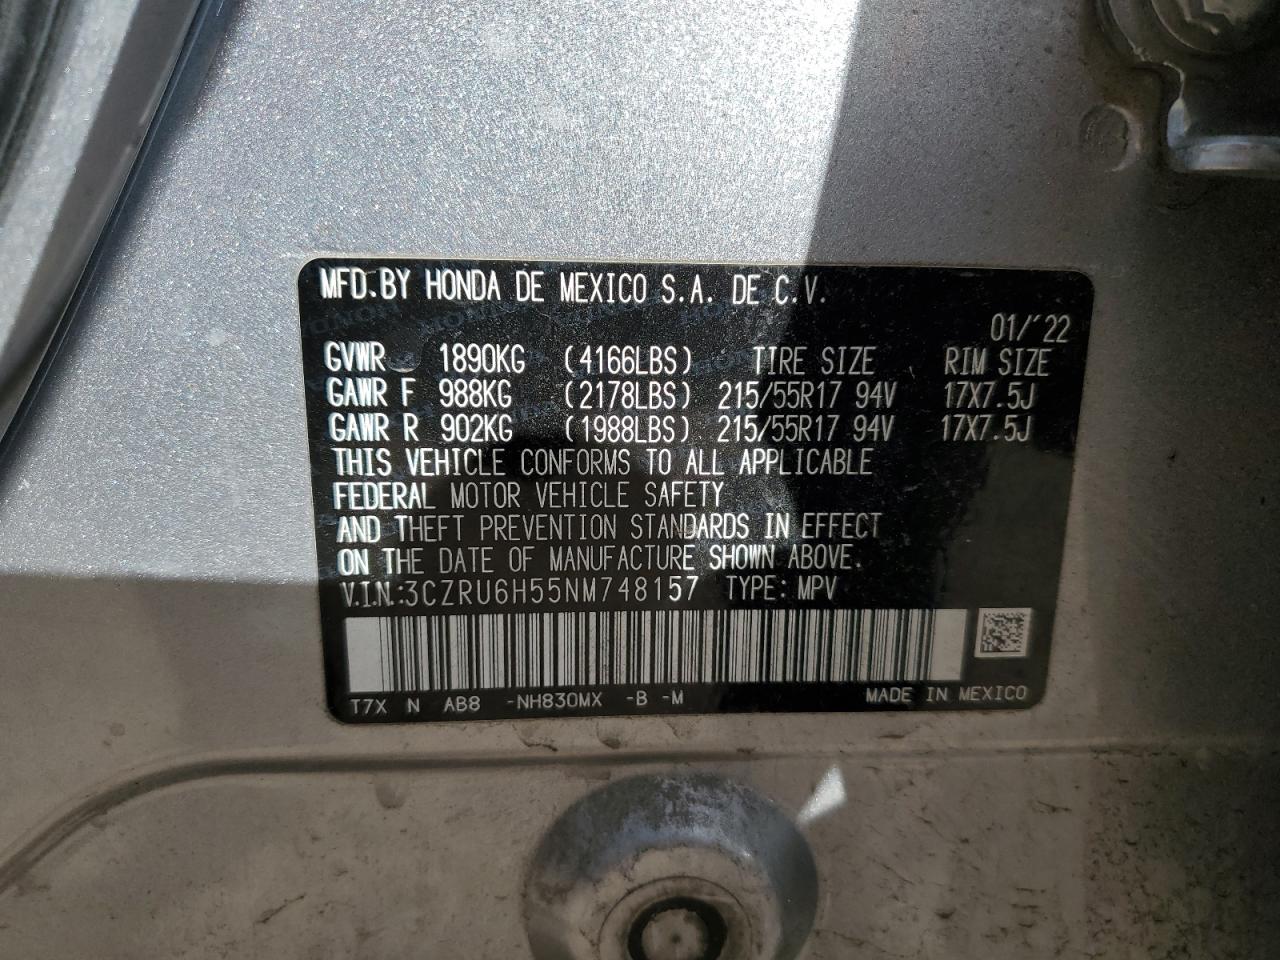 MFD.BY HONDA DE MEXICO S.A. DE C.V.
01/'22
GVWR 1890KG (4166LBS) TIRE SIZE RIM SIZE
GAWR F 988KG (2178LBS) 215/55R17 94V 17X7.5J
GAWR R 902KG (1988LBS) 215/55R17 94V 17X7.5J
THIS VEHICLE CONFORMS TO ALL APPLICABLE
FEDERAL MOTOR VEHICLE SAFETY
AND THEFT PREVENTION STANDARDS IN EFFECT
ON THE DATE OF MANUFACTURE SHOWN ABOVE.
V.I.N.:3CZRU6H55NM748157 TYPE: MPV
T7X N AB8 -NH830MX -B -M MADE IN MEXICO